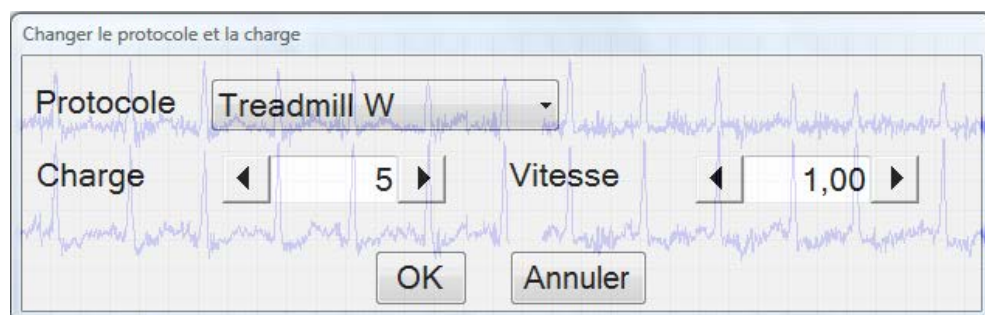 Changer le protocole et la charge
Protocole Treadmill W
Charge 5 Vitesse 1,00
OK Annuler